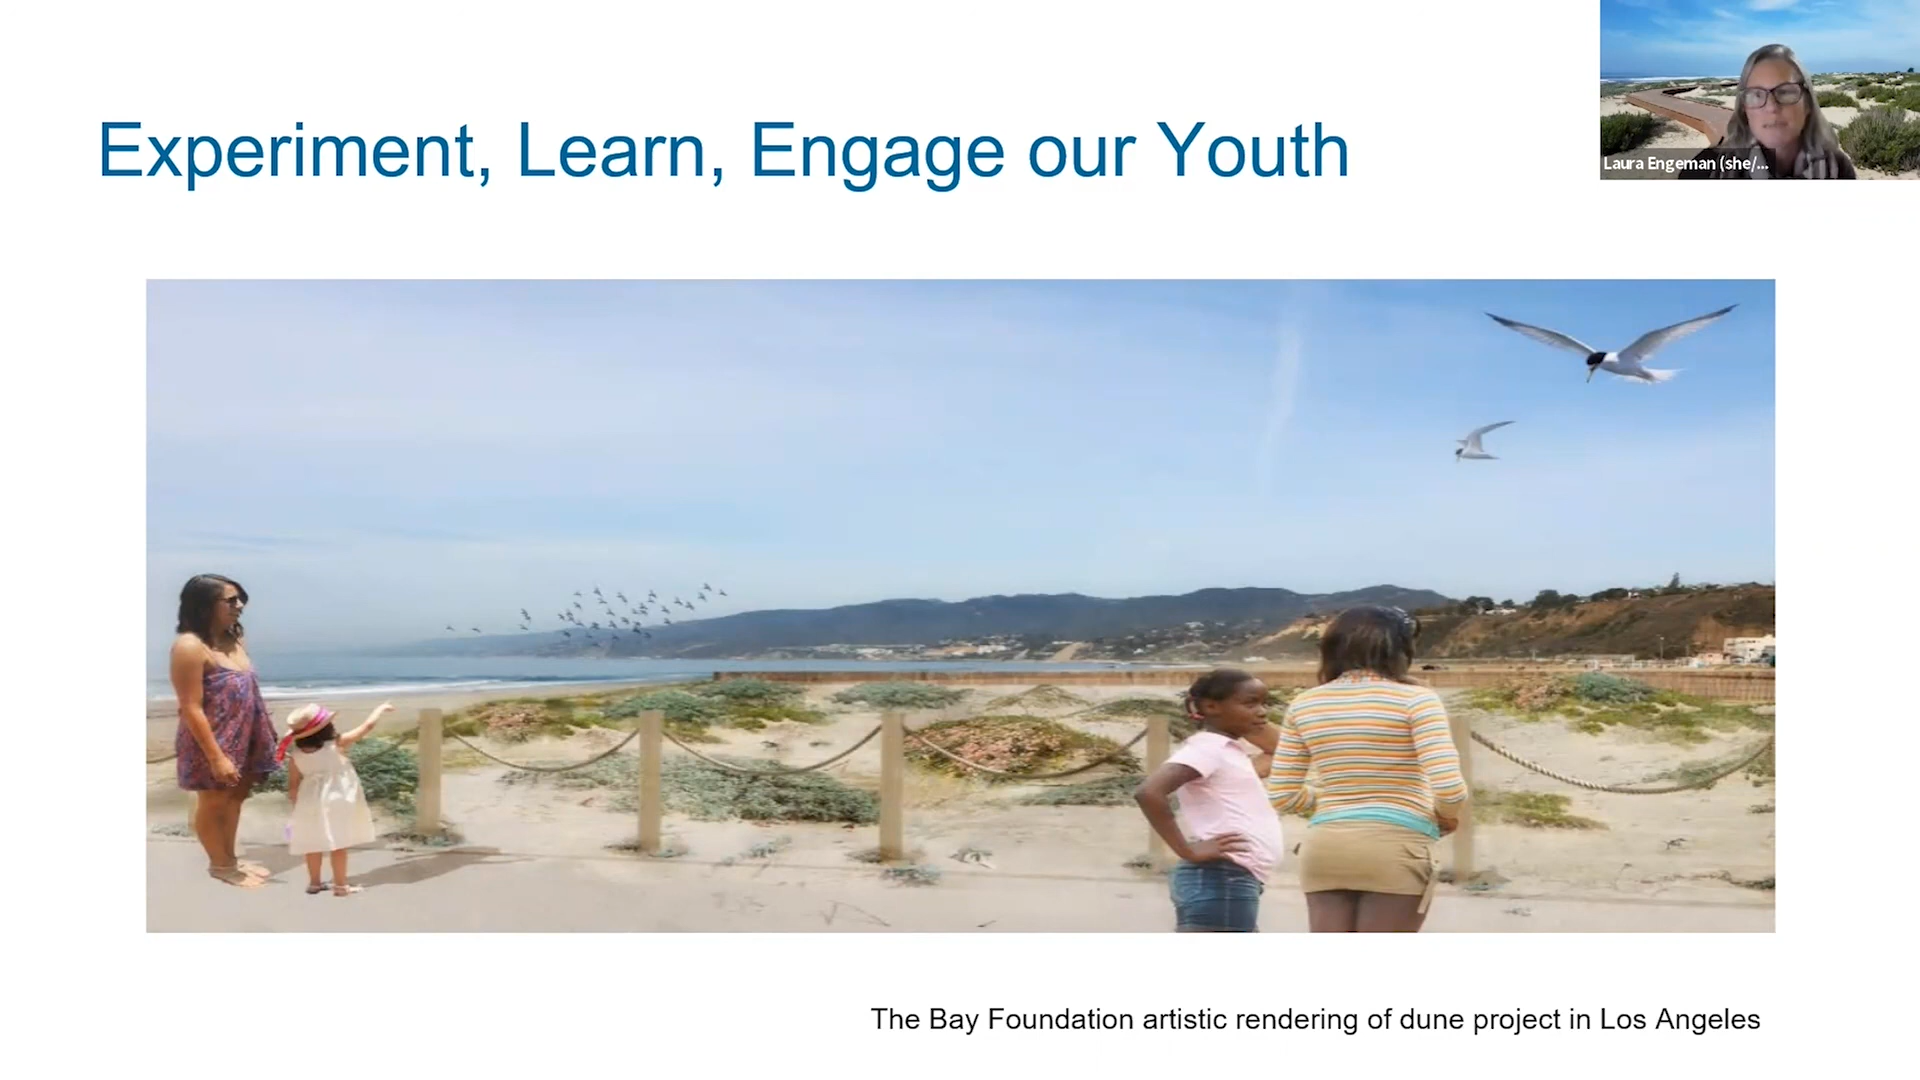 Experiment, Learn, Engage our Youth
Laura Engeman (she/...
The Bay Foundation artistic rendering of dune project in Los Angeles